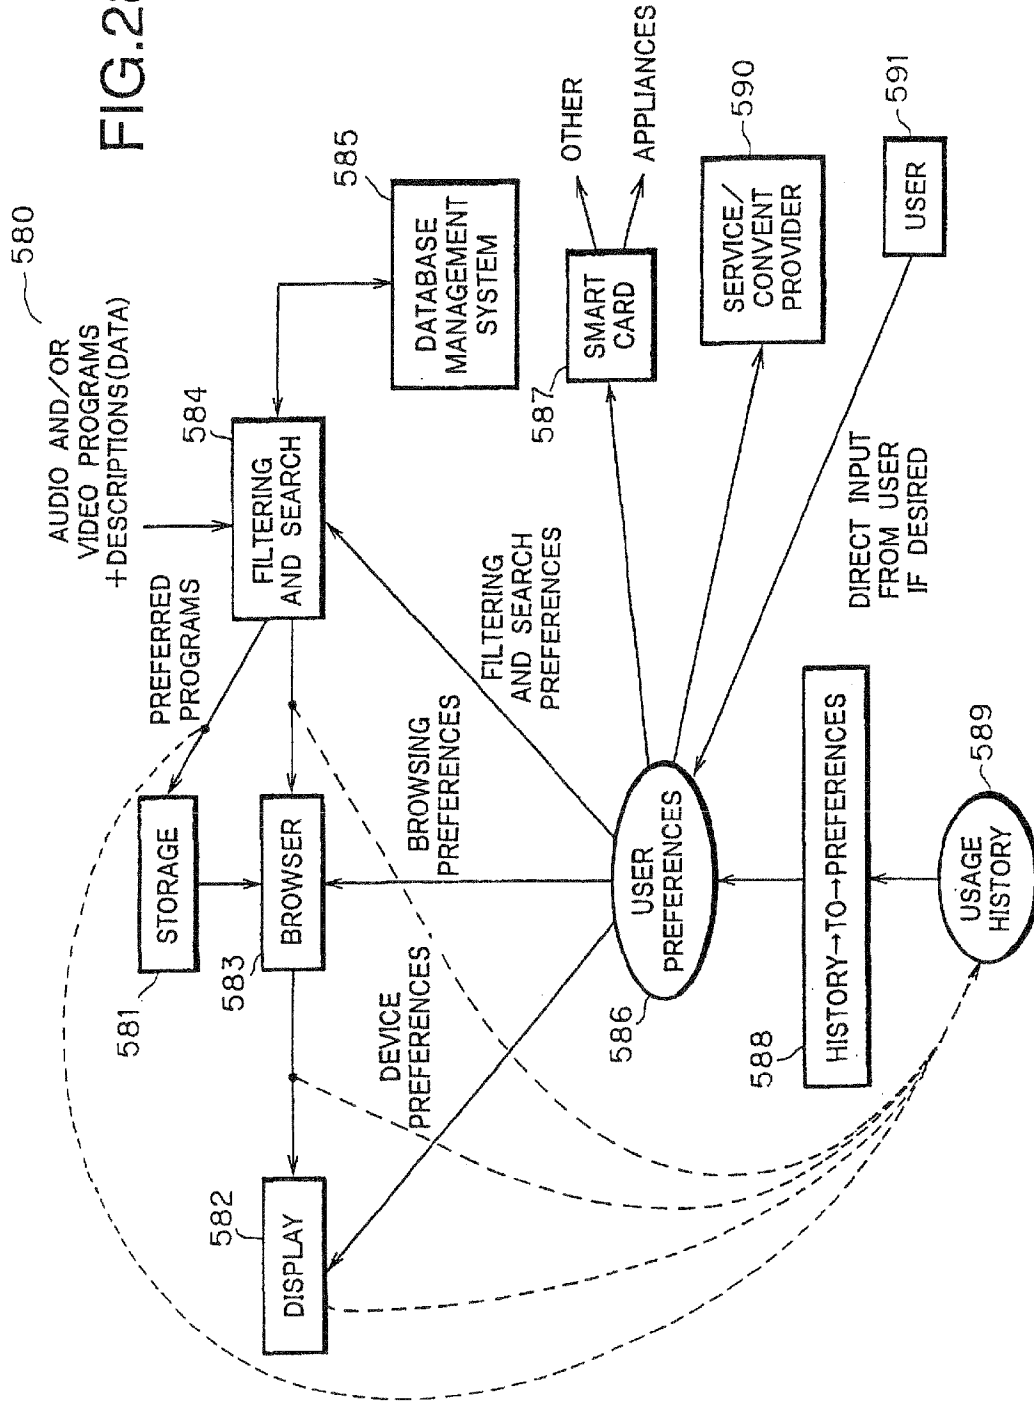 580
AUDIO AND/OR
VIDEO PROGRAMS
+DESCRIPTIONS(DATA)
PREFERRED
PROGRAMS
584
FILTERING
AND SEARCH
585
DATABASE
MANAGEMENT
SYSTEM
STORAGE
581
BROWSER
583
DISPLAY
582
DEVICE
PREFERENCES
BROWSING
PREFERENCES
FILTERING
AND SEARCH
PREFERENCES
587
SMART
CARD
OTHER
APPLIANCES
590
SERVICE/
CONVENT
PROVIDER
591
USER
DIRECT INPUT
FROM USER
IF DESIRED
USER
PREFERENCES
586
588
HISTORY→TO→PREFERENCES
USAGE
HISTORY
589